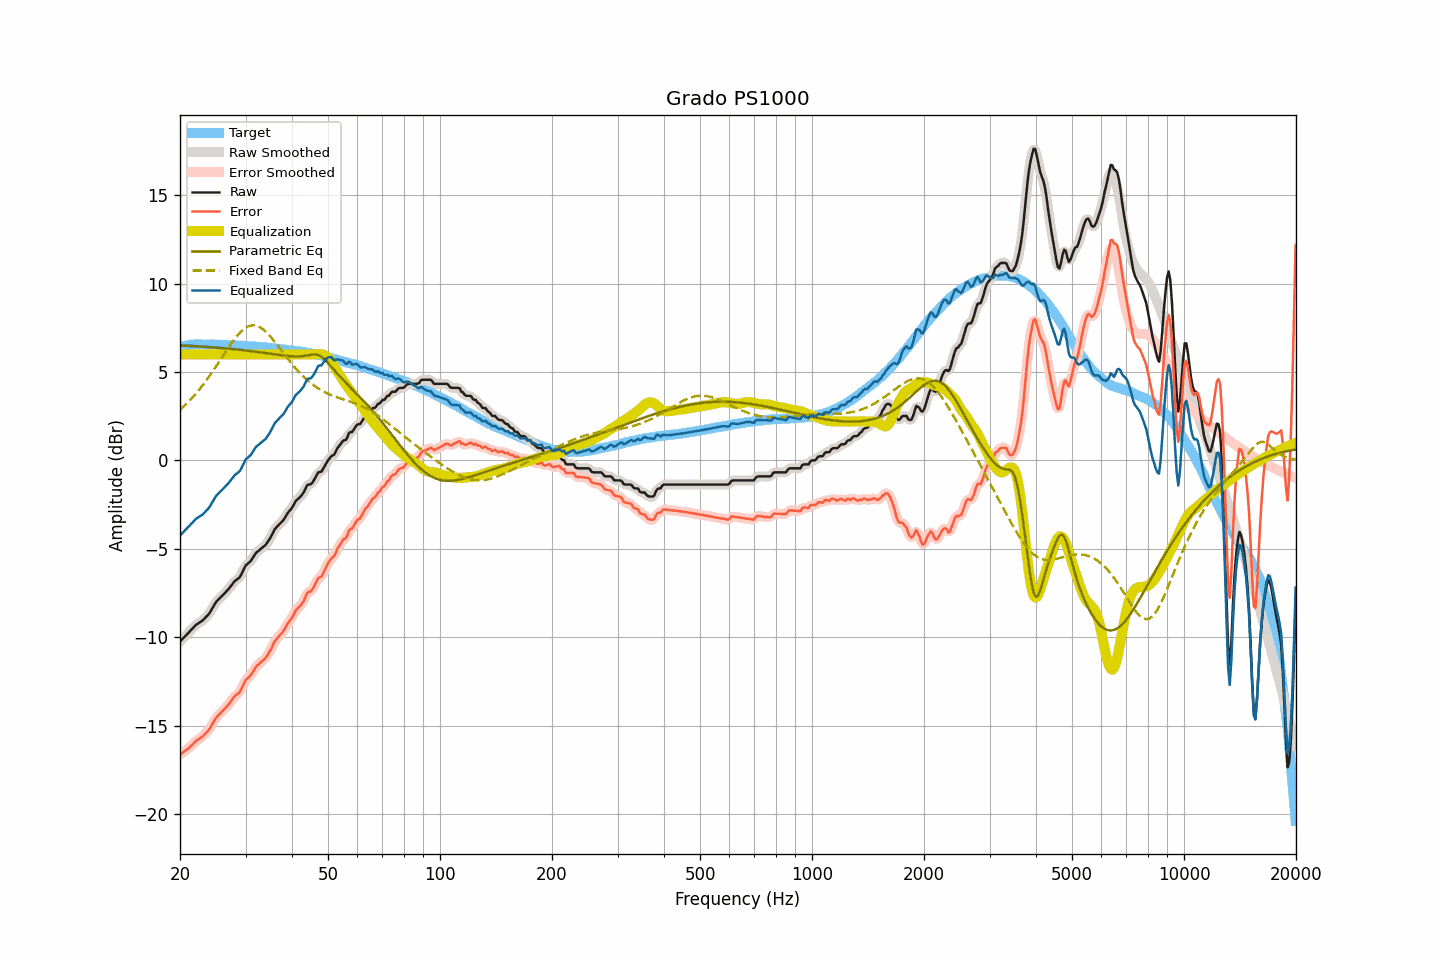 Grado PS1000
Target
Raw Smoothed
Error Smoothed
Raw
Error
Equalization
Parametric Eq
Fixed Band Eq
Equalized
Amplitude (dBr)
15
10
5
0
−5
−10
−15
−20
20 50 100 200 500 1000 2000 5000 10000 20000
Frequency (Hz)